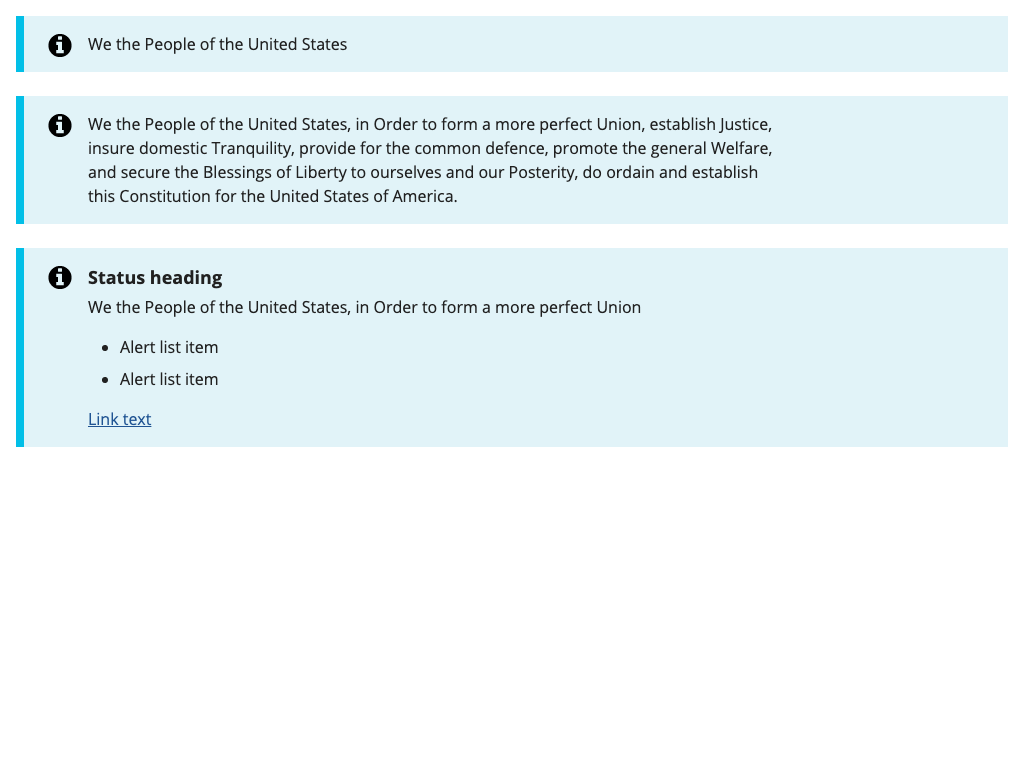 We the People of the United States
We the People of the United States, in Order to form a more perfect Union, establish Justice,
insure domestic Tranquility, provide for the common defence, promote the general Welfare,
and secure the Blessings of Liberty to ourselves and our Posterity, do ordain and establish
this Constitution for the United States of America.
Status heading
We the People of the United States, in Order to form a more perfect Union
• Alert list item
• Alert list item
Link text